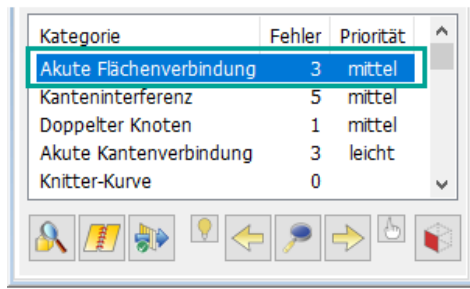 Kategorie Fehler Priorität
Akute Flächenverbindung 3 mittel
Kanteninterferenz 5 mittel
Doppelter Knoten 1 mittel
Akute Kantenverbindung 3 leicht
Knitter-Kurve 0